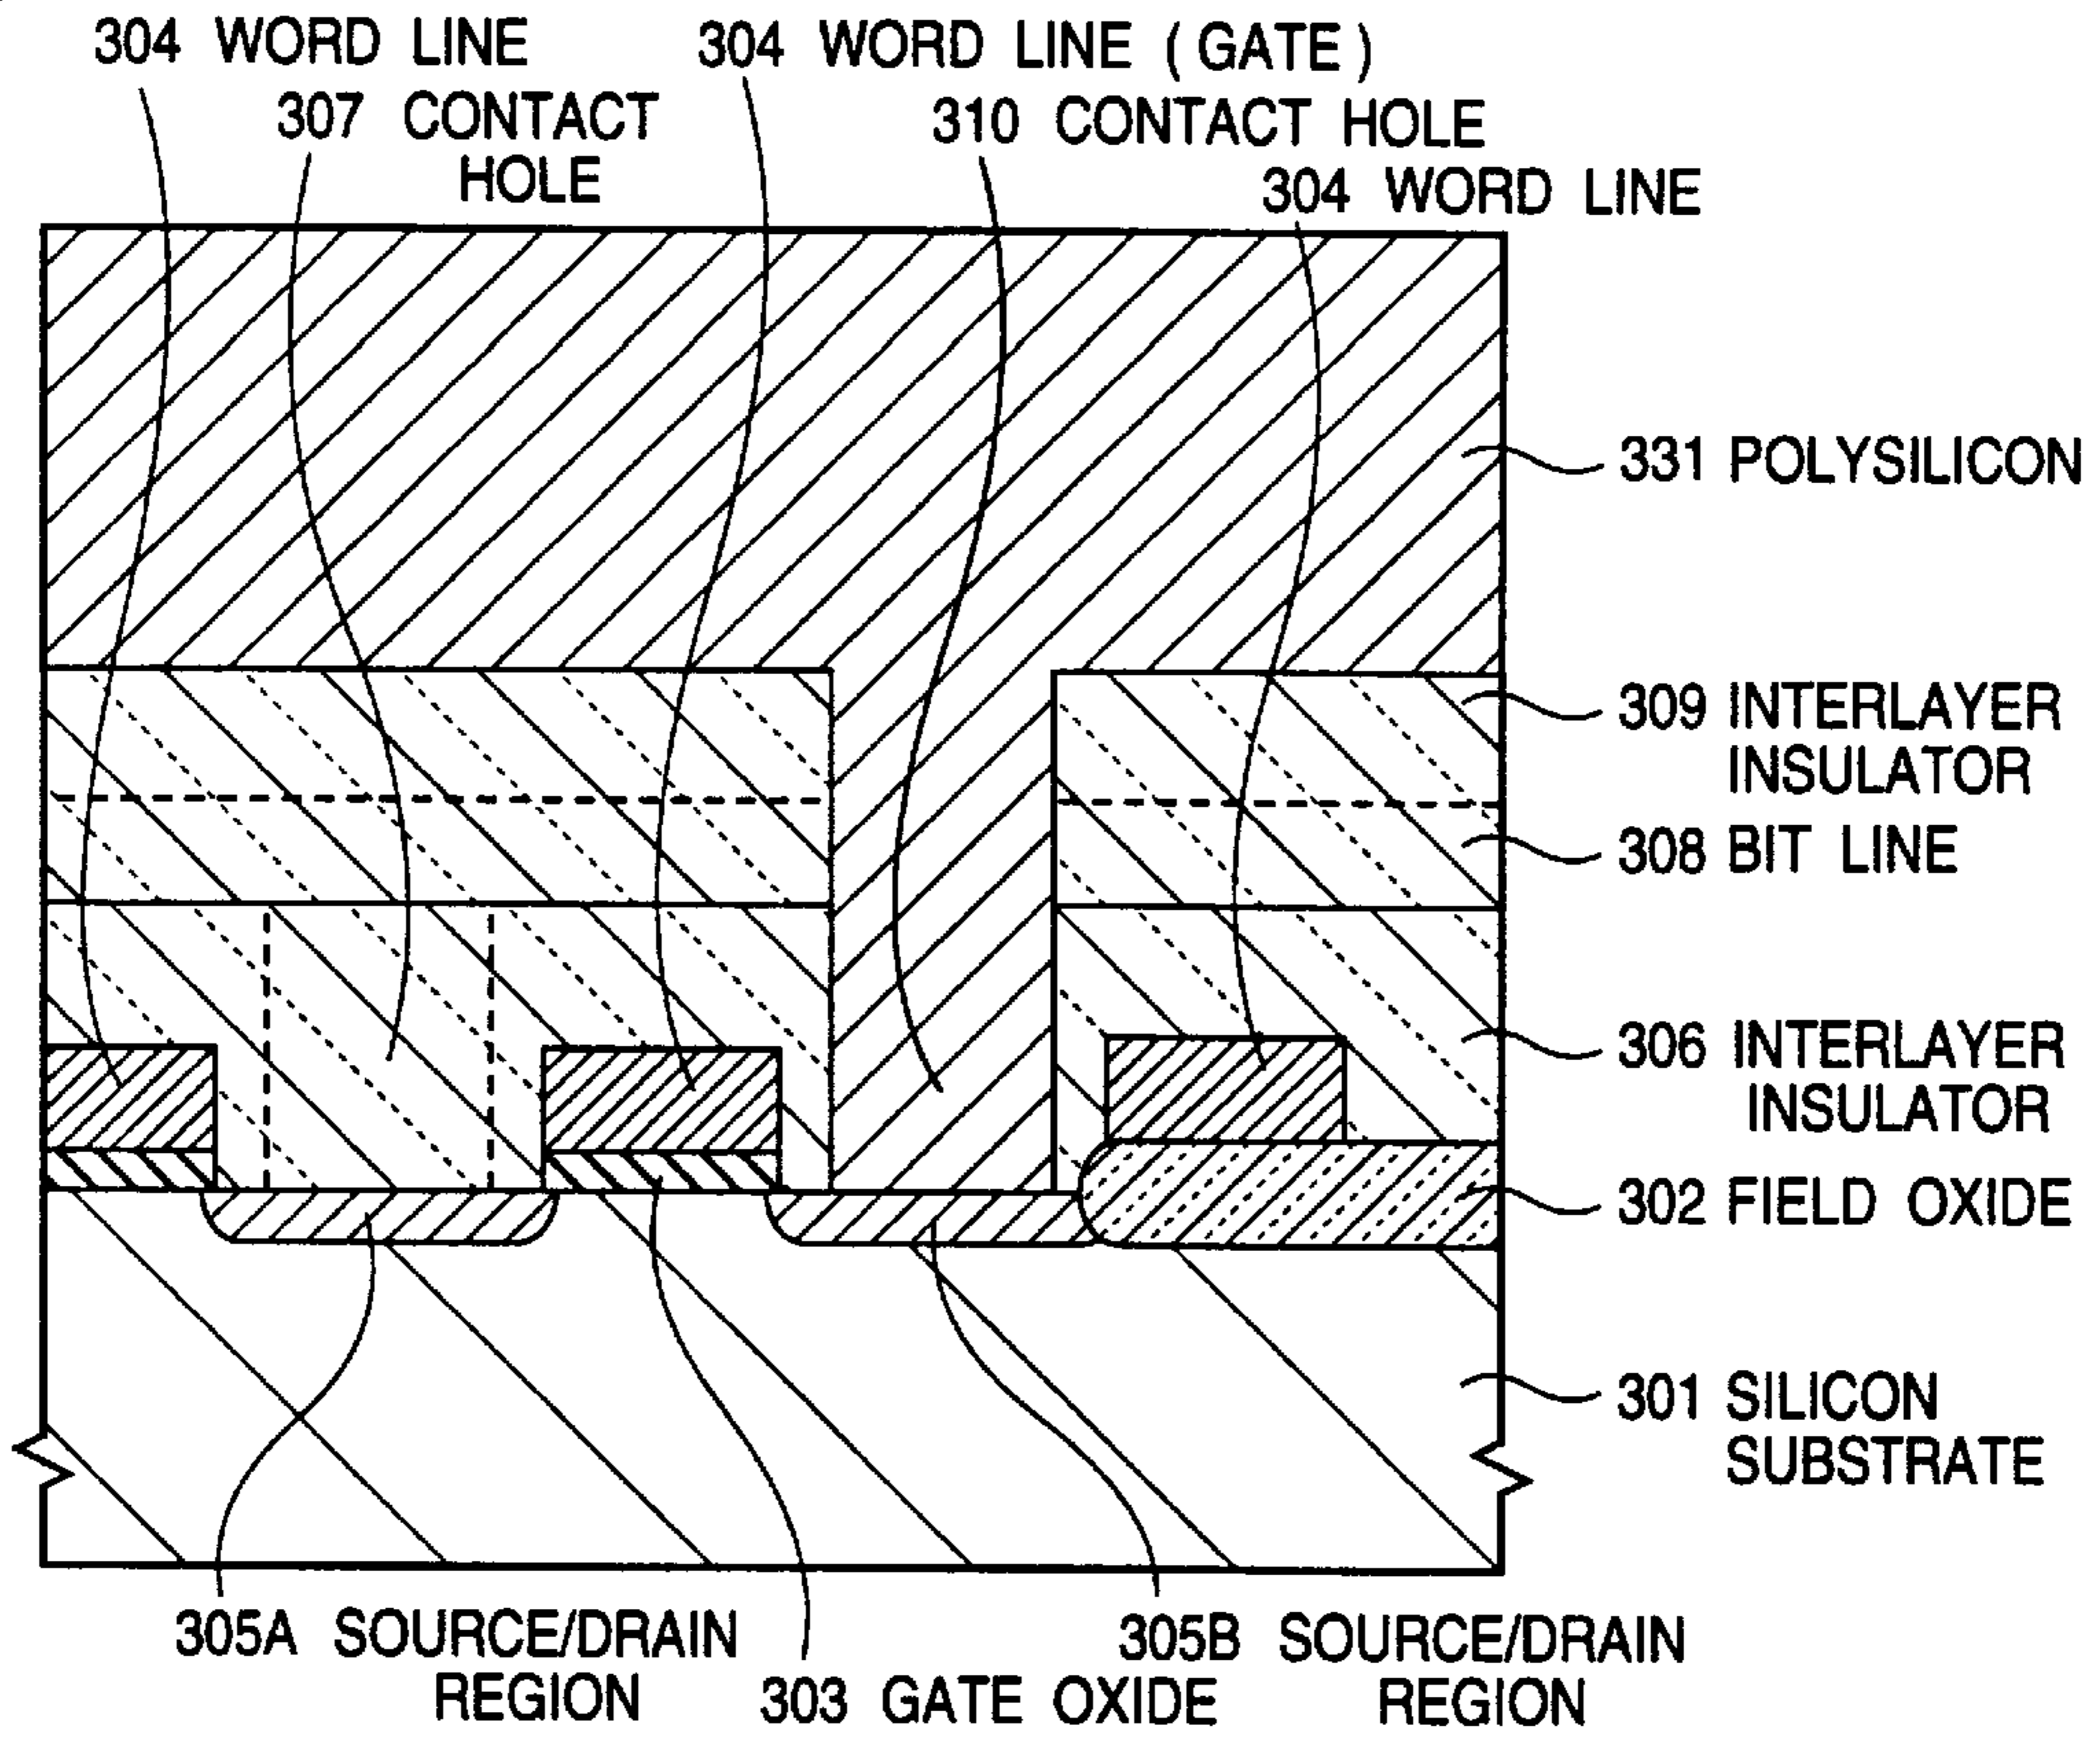 304 WORD LINE
304 WORD LINE (GATE)
307 CONTACT
HOLE
310 CONTACT HOLE
304 WORD LINE
331 POLYSILICON
309 INTERLAYER
INSULATOR
308 BIT LINE
306 INTERLAYER
INSULATOR
302 FIELD OXIDE
301 SILICON
SUBSTRATE
305A SOURCE/DRAIN
REGION
303 GATE OXIDE
305B SOURCE/DRAIN
REGION